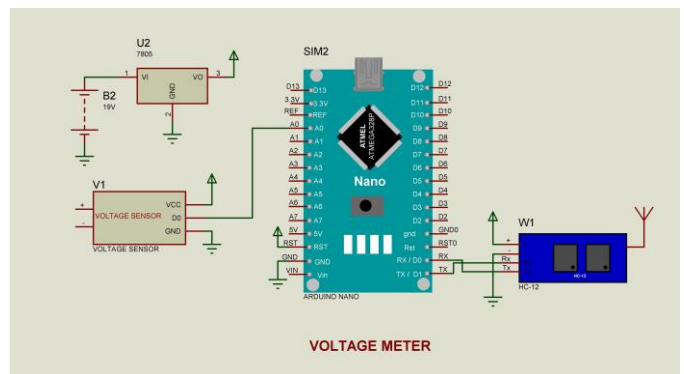 U2
7805
1
VI
VO
3
GND
2
B2
19V
V1
VOLTAGE SENSOR
VCC
D0
GND
+
-
VOLTAGE SENSOR
SIM2
D13
3.3V
REF
A0
A1
A2
A3
A4
A5
A6
A7
5V
RST
GND
VIN
D13
3.3V
REF
A0
A1
A2
A3
A4
A5
A6
A7
5V
RST
GND
Vin
ATMEL
ATMEGA328P
Nano
D12
D11
D10
D9
D8
D7
D6
D5
D4
D3
D2
gnd
Rst
RX / D0
TX / D1
D12
D11
D10
D9
D8
D7
D6
D5
D4
D3
D2
GND0
RST0
RX
TX
ARDUINO NANO
W1
+
-
Rx
Tx
HC-12
HC-12
VOLTAGE METER